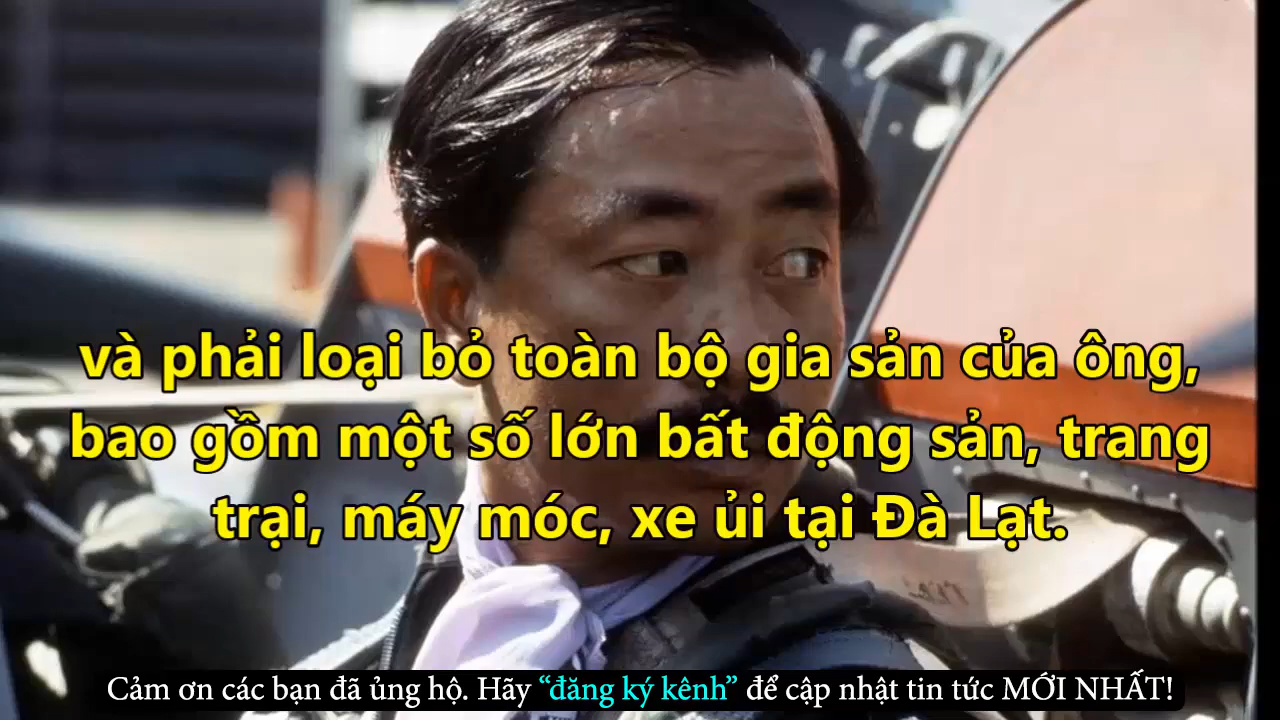 và phải loại bỏ toàn bộ gia sản của ông,
bao gồm một số lớn bất động sản, trang
trại, máy móc, xe ủi tại Đà Lạt.
Cảm ơn các bạn đã ủng hộ. Hãy “đăng ký kênh” để cập nhật tin tức MỚI NHẤT!